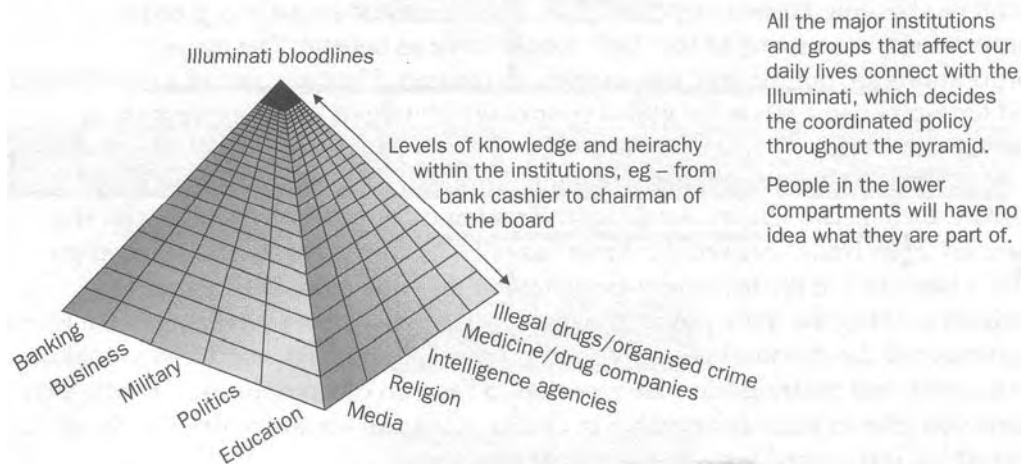 Illuminati bloodlines
Levels of knowledge and heirachy
within the institutions, eg – from
bank cashier to chairman of
the board
Banking
Business
Military
Politics
Education
Media
Religion
Intelligence agencies
Medicine/drug companies
Illegal drugs/organised crime
All the major institutions
and groups that affect our
daily lives connect with the
Illuminati, which decides
the coordinated policy
throughout the pyramid.
People in the lower
compartments will have no
idea what they are part of.